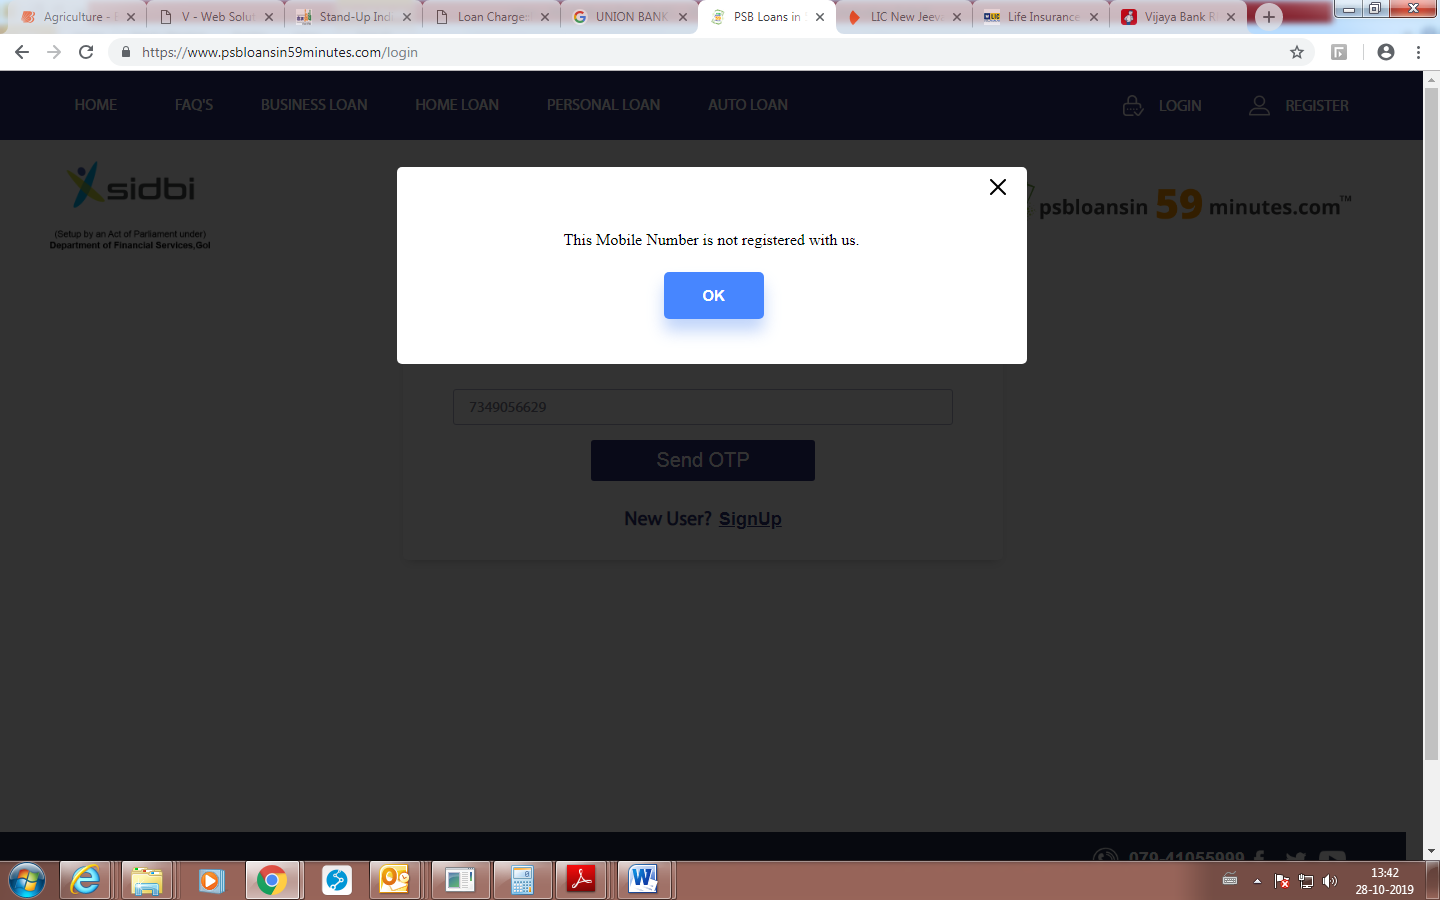 Agriculture - B
V - Web Solut
Stand-Up Indi
Loan Charges
UNION BANK
PSB Loans in
LIC New Jeeva
Life Insurance
Vijaya Bank R
https://www.psbloansin59minutes.com/login
HOME FAQ'S BUSINESS LOAN HOME LOAN PERSONAL LOAN AUTO LOAN LOGIN REGISTER
sidbi
(Setup by an Act of Parliament under)
Department of Financial Services,GoI
psbloansin 59 minutes.com™
This Mobile Number is not registered with us.
OK
7349056629
Send OTP
New User? SignUp
079-41055999
13:42
28-10-2019